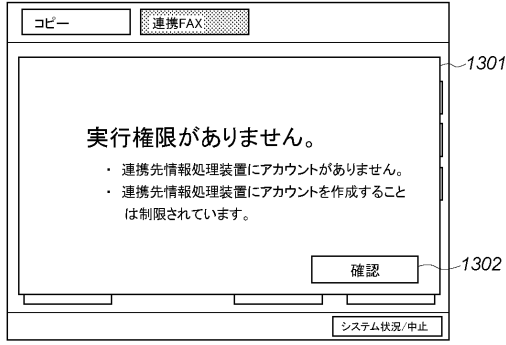 コピー
連携FAX
1301
実行権限がありません。
・ 連携先情報処理装置にアカウントがありません。
・ 連携先情報処理装置にアカウントを作成すること
は制限されています。
確認
1302
システム状況/中止